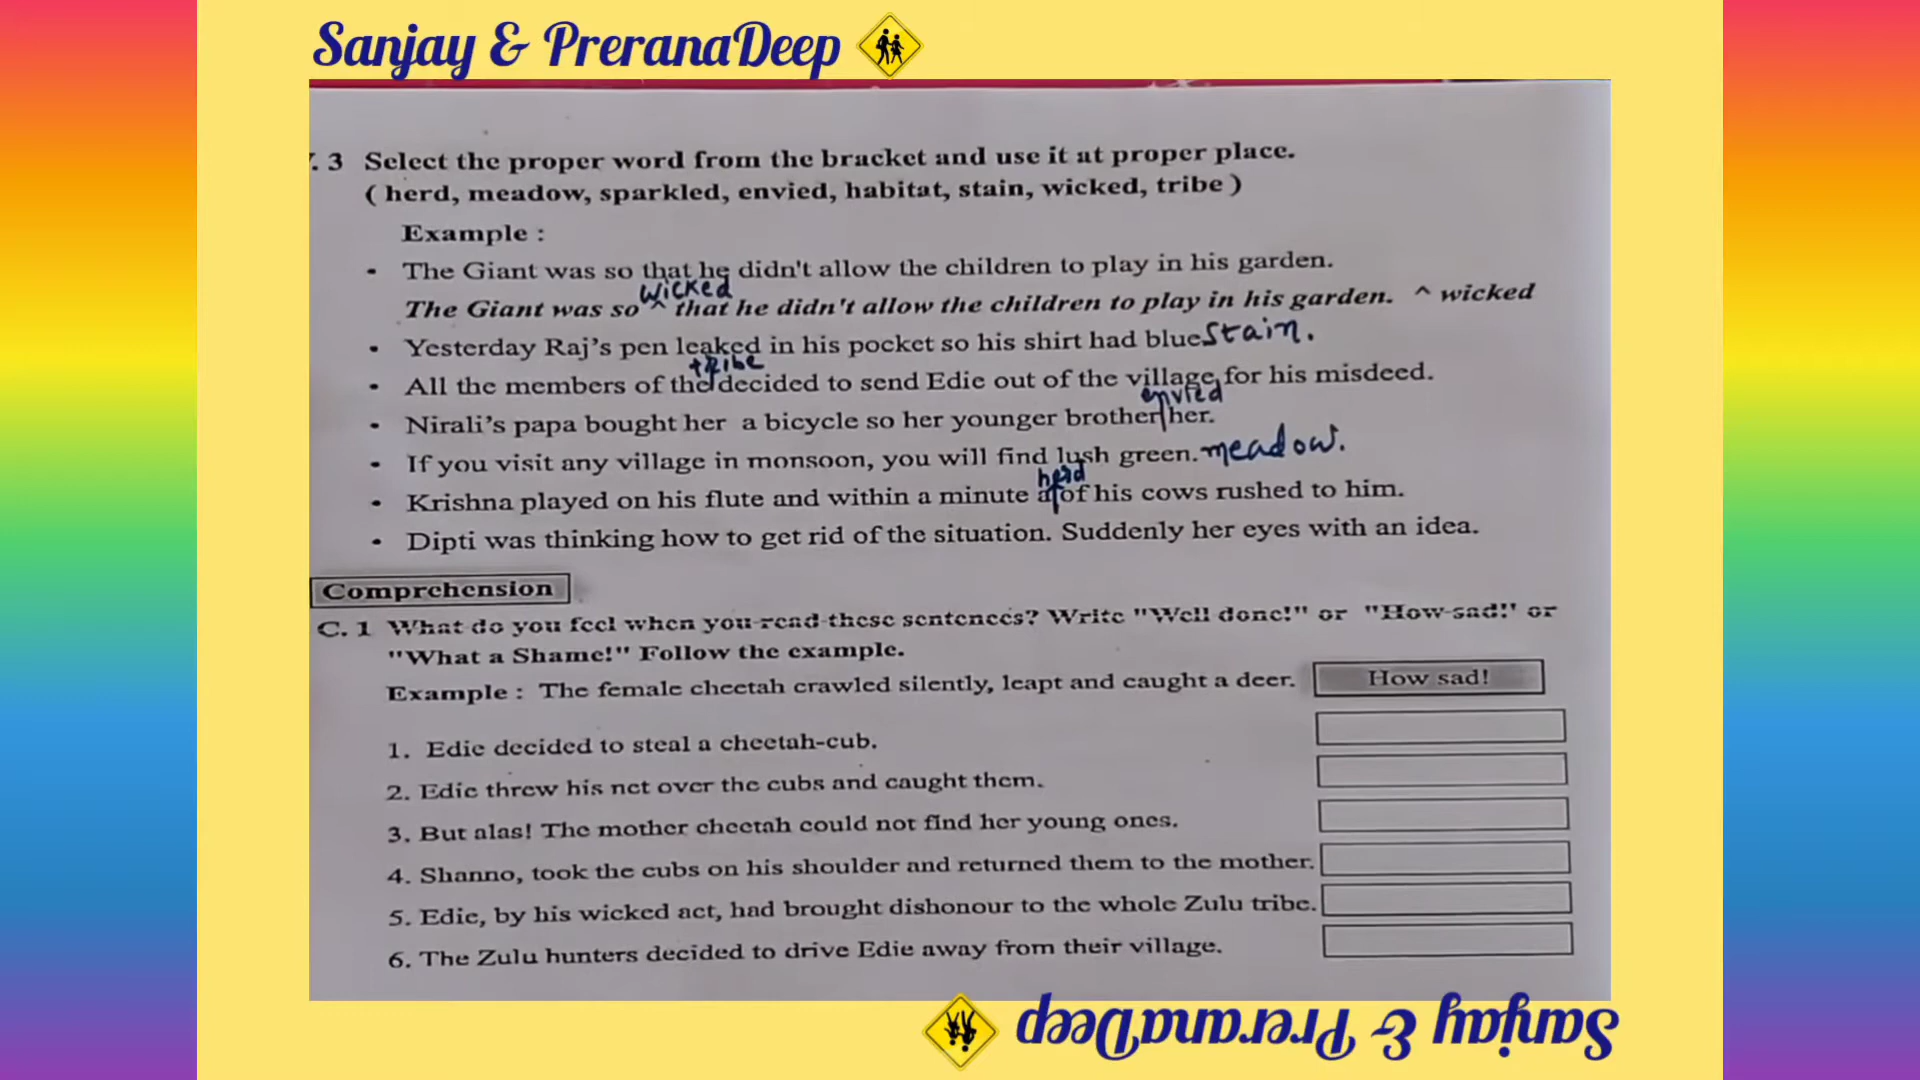 Sanjay & PreranaDeep
. 3 Select the proper word from the bracket and use it at proper place.
( herd, meadow, sparkled, envied, habitat, stain, wicked, tribe )
Example :
• The Giant was so that he didn't allow the children to play in his garden.
wicked
The Giant was so ^ that he didn't allow the children to play in his garden. ^ wicked
• Yesterday Raj's pen leaked in his pocket so his shirt had blue stain.
tribe
• All the members of the decided to send Edie out of the village for his misdeed.
envied
• Nirali's papa bought her a bicycle so her younger brother her.
• If you visit any village in monsoon, you will find lush green. meadow.
herd
• Krishna played on his flute and within a minute a of his cows rushed to him.
• Dipti was thinking how to get rid of the situation. Suddenly her eyes with an idea.
Comprehension
C. 1 What do you feel when you read these sentences? Write "Well done!" or "How sad!" or
"What a Shame!" Follow the example.
Example : The female cheetah crawled silently, leapt and caught a deer. How sad!
1. Edie decided to steal a cheetah-cub.
2. Edie threw his net over the cubs and caught them.
3. But alas! The mother cheetah could not find her young ones.
4. Shanno, took the cubs on his shoulder and returned them to the mother.
5. Edie, by his wicked act, had brought dishonour to the whole Zulu tribe.
6. The Zulu hunters decided to drive Edie away from their village.
Sanjay & PreranaDeep